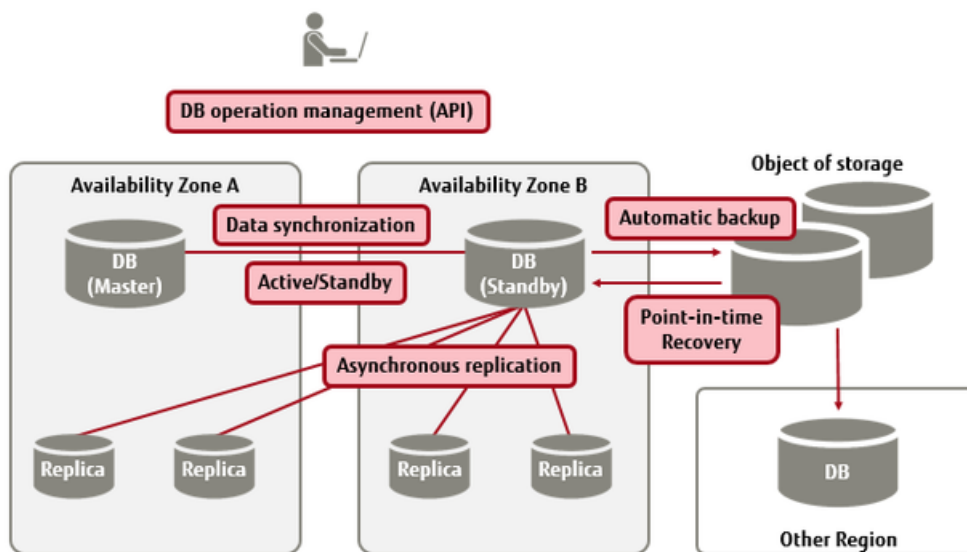 DB operation management (API)
Availability Zone A
Availability Zone B
Object of storage
Data synchronization
Automatic backup
DB
(Master)
Active/Standby
DB
(Standby)
Point-in-time
Recovery
Asynchronous replication
Replica
Replica
Replica
Replica
DB
Other Region